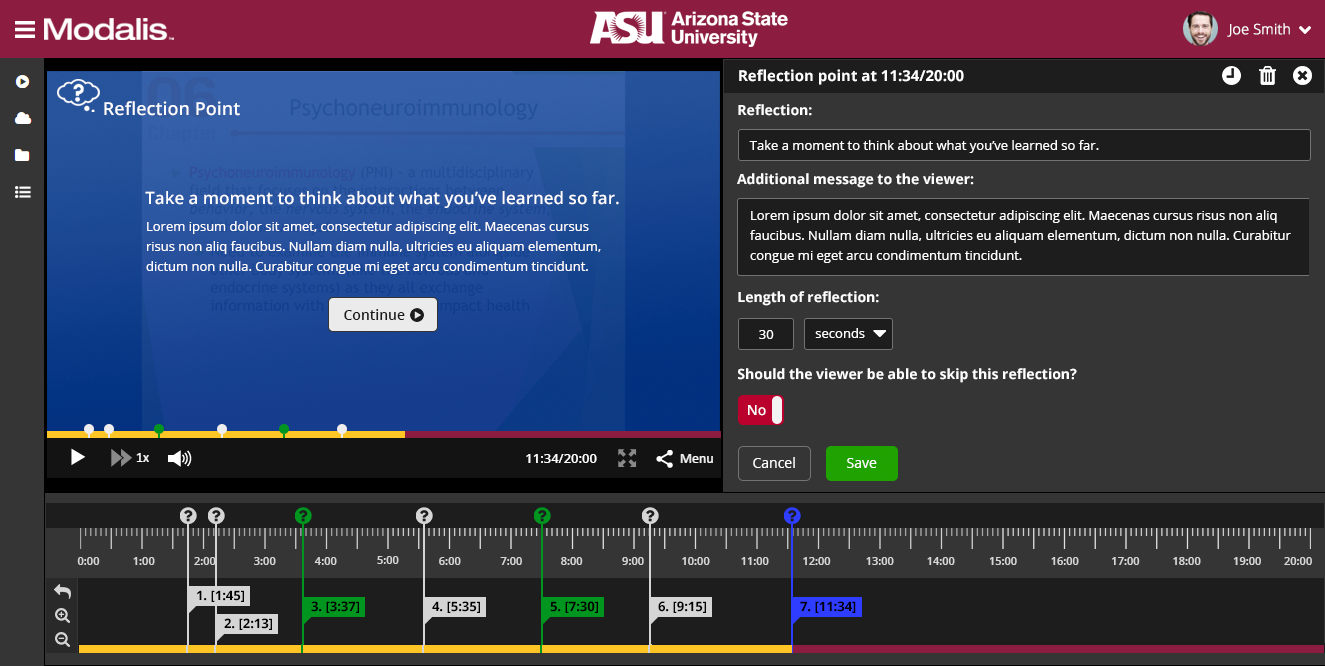 Modalis™
ASU Arizona State
University
Joe Smith
06
Psychoneuroimmunology
Reflection Point
Psychoneuroimmunology (PNI) - a multidisciplinary
Take a moment to think about what you’ve learned so far.
Lorem ipsum dolor sit amet, consectetur adipiscing elit. Maecenas cursus
risus non aliq faucibus. Nullam diam nulla, ultricies eu aliquam elementum,
dictum non nulla. Curabitur congue mi eget arcu condimentum tincidunt.
endocrine systems) as they all exchange
information with
impact health
Continue
1x
11:34/20:00
Menu
Reflection point at 11:34/20:00
Reflection:
Take a moment to think about what you’ve learned so far.
Additional message to the viewer:
Lorem ipsum dolor sit amet, consectetur adipiscing elit. Maecenas cursus risus non aliq
faucibus. Nullam diam nulla, ultricies eu aliquam elementum, dictum non nulla. Curabitur
congue mi eget arcu condimentum tincidunt.
Length of reflection:
30 seconds
Should the viewer be able to skip this reflection?
No
Cancel Save
? ? ? ? ? ? ?
0:00 1:00 2:00 3:00 4:00 5:00 6:00 7:00 8:00 9:00 10:00 11:00 12:00 13:00 14:00 15:00 16:00 17:00 18:00 19:00 20:00
1. [1:45]
2. [2:13]
3. [3:37]
4. [5:35]
5. [7:30]
6. [9:15]
7. [11:34]